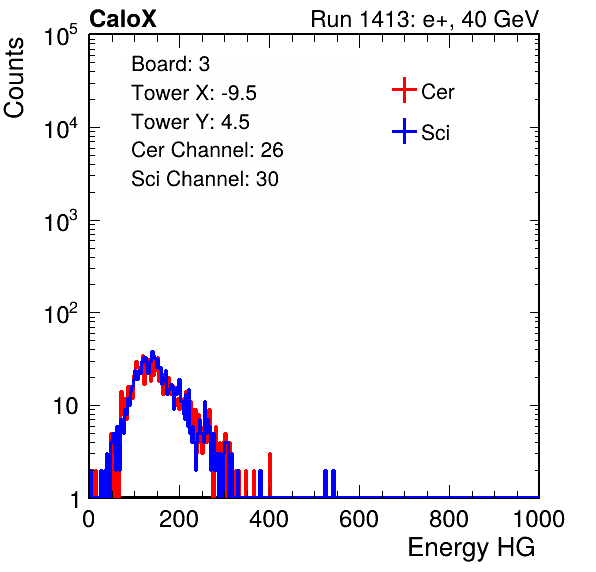 CaloX Run 1413: e+, 40 GeV
Counts
Board: 3
Tower X: -9.5
Tower Y: 4.5
Cer Channel: 26
Sci Channel: 30
Cer
Sci
10^5
10^4
10^3
10^2
10
1
0 200 400 600 800 1000
Energy HG